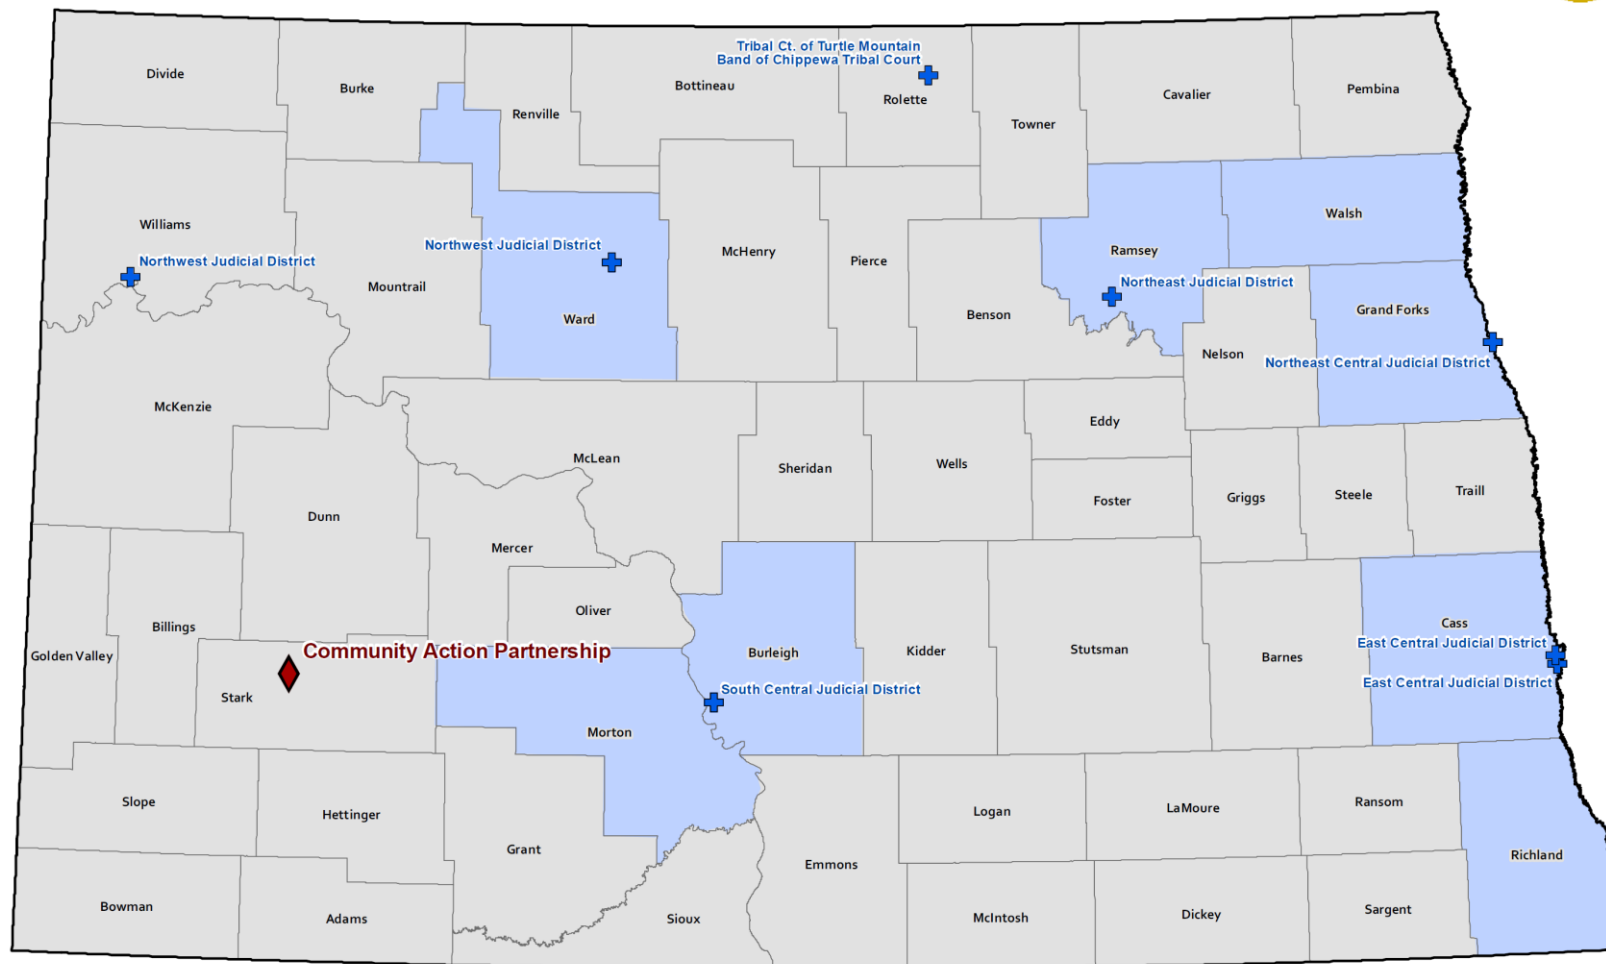 Tribal Ct. of Turtle Mountain
Band of Chippewa Tribal Court
Divide
Burke
Renville
Bottineau
Rolette
Towner
Cavalier
Pembina
Williams
Northwest Judicial District
Mountrail
Northwest Judicial District
Ward
McHenry
Pierce
Benson
Ramsey
Northeast Judicial District
Walsh
Grand Forks
Nelson
Northeast Central Judicial District
McKenzie
McLean
Sheridan
Wells
Eddy
Foster
Griggs
Steele
Traill
Dunn
Mercer
Oliver
Billings
Golden Valley
Community Action Partnership
Stark
Burleigh
South Central Judicial District
Morton
Kidder
Stutsman
Barnes
Cass
East Central Judicial District
East Central Judicial District
Slope
Hettinger
Grant
Logan
LaMoure
Ransom
Richland
Bowman
Adams
Sioux
Emmons
McIntosh
Dickey
Sargent